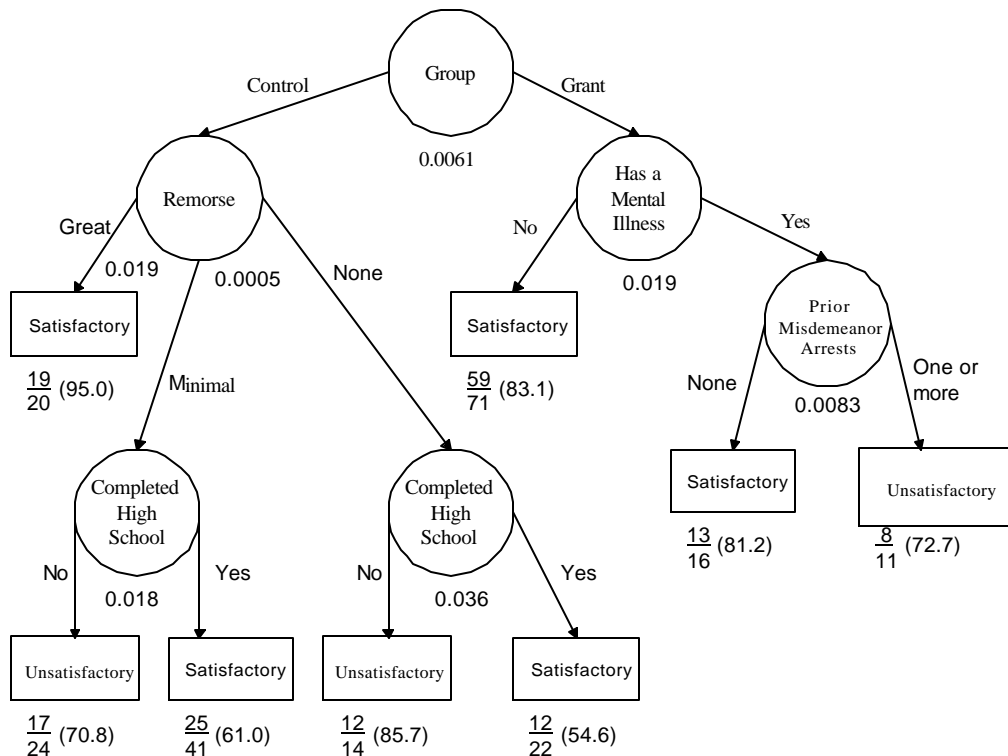 Group
Control
Grant
0.0061
Remorse
Has a
Mental
Illness
Great
0.019
0.0005
None
No
0.019
Yes
Satisfactory
19
20 (95.0)
Minimal
Satisfactory
59
71 (83.1)
Prior
Misdemeanor
Arrests
None
0.0083
One or
more
Satisfactory
13
16 (81.2)
Unsatisfactory
8
11 (72.7)
Completed
High
School
No
0.018
Yes
Completed
High
School
No
0.036
Yes
Unsatisfactory
17
24 (70.8)
Satisfactory
25
41 (61.0)
Unsatisfactory
12
14 (85.7)
Satisfactory
12
22 (54.6)